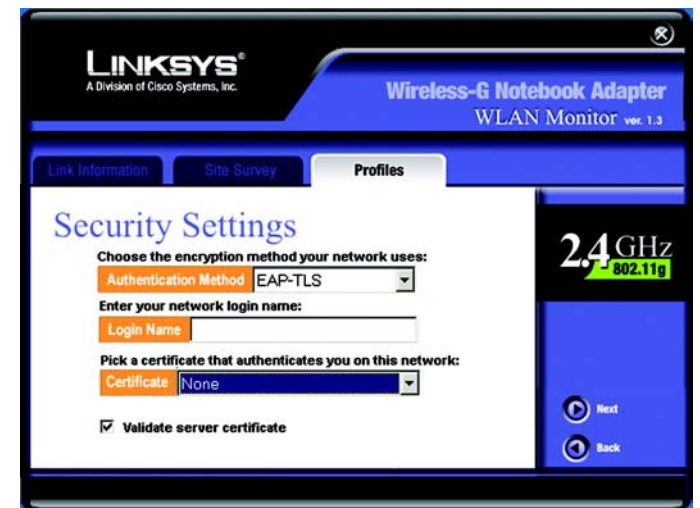 LINKSYS®
A Division of Cisco Systems, Inc.
Wireless-G Notebook Adapter
WLAN Monitor ver. 1.3
Link Information
Site Survey
Profiles
Security Settings
Choose the encryption method your network uses:
Authentication Method EAP-TLS
Enter your network login name:
Login Name
Pick a certificate that authenticates you on this network:
Certificate None
Validate server certificate
2.4 GHz
802.11g
Next
Back